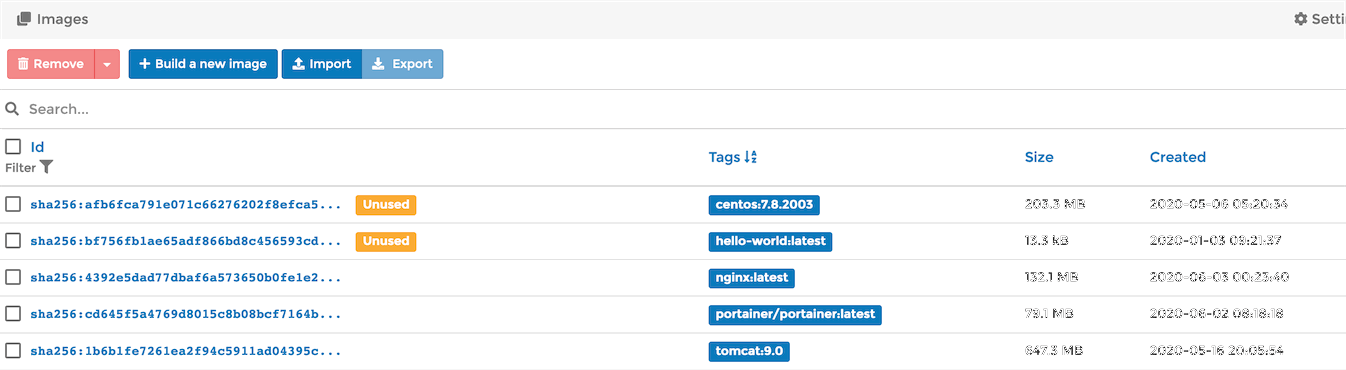 Images Setti
Remove Build a new image Import Export
Search...
Id
Filter
Tags Size Created
sha256:afb6fca791e071c66276202f8efca5... Unused centos:7.8.2003 203.3 MB 2020-05-06 05:20:34
sha256:bf756fb1ae65adf866bd8c456593cd... Unused hello-world:latest 13.3 kB 2020-01-03 09:21:37
sha256:4392e5dad77dbaf6a573650b0fe1e2... nginx:latest 132.1 MB 2020-06-03 00:23:40
sha256:cd645f5a4769d8015c8b08bcf7164b... portainer/portainer:latest 79.1 MB 2020-06-02 08:18:18
sha256:1b6b1fe7261ea2f94c5911ad04395c... tomcat:9.0 647.3 MB 2020-05-16 20:05:54